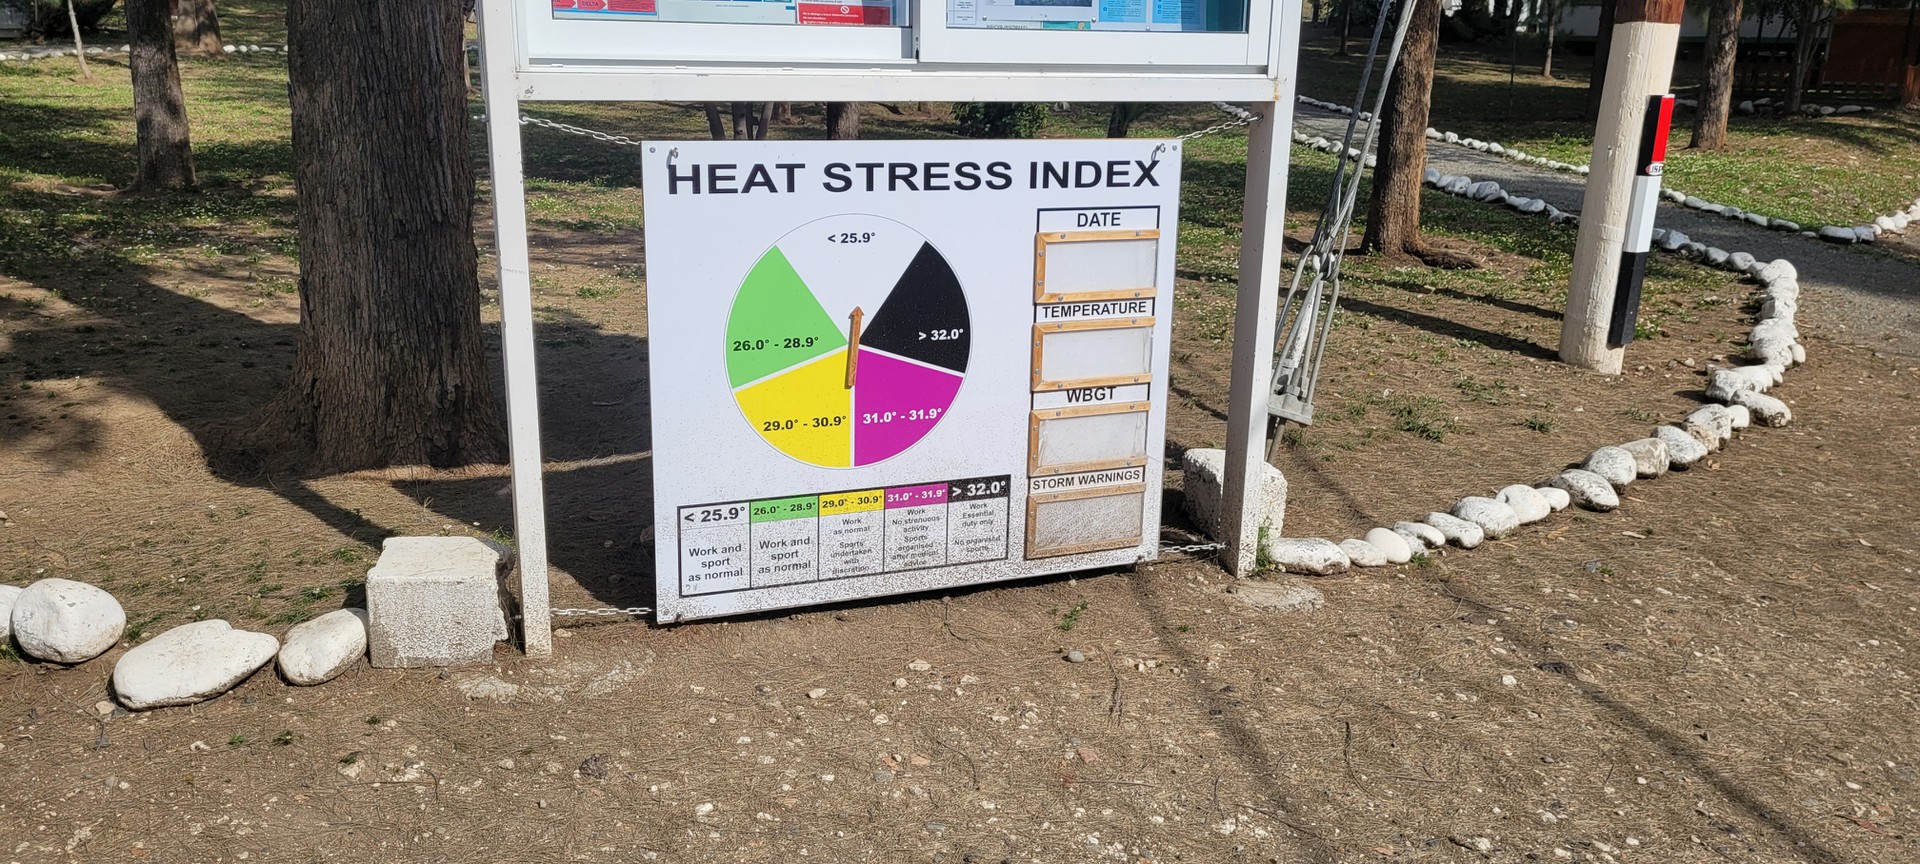 DELTA
HEAT STRESS INDEX
< 25.9°
26.0° - 28.9°
> 32.0°
29.0° - 30.9°
31.0° - 31.9°
DATE
TEMPERATURE
WBGT
STORM WARNINGS
< 25.9°
Work and
sport
as normal
26.0° - 28.9°
Work and
sport
as normal
29.0° - 30.9°
Work
as normal
Sports
undertaken
with
discretion
31.0° - 31.9°
Work
No strenuous
activity
Sports
organised
after medical
advice
> 32.0°
Work
Essential
duty only
No organised
sports